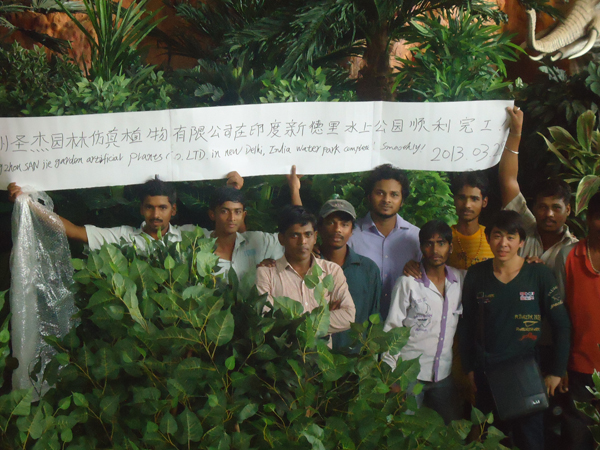 圣杰园林仿真植物有限公司在印度新德里水上公园顺利完工
SAN jie garden artificial Planes CO.LTD. in new Delhi, India water park complete 2013.03.2